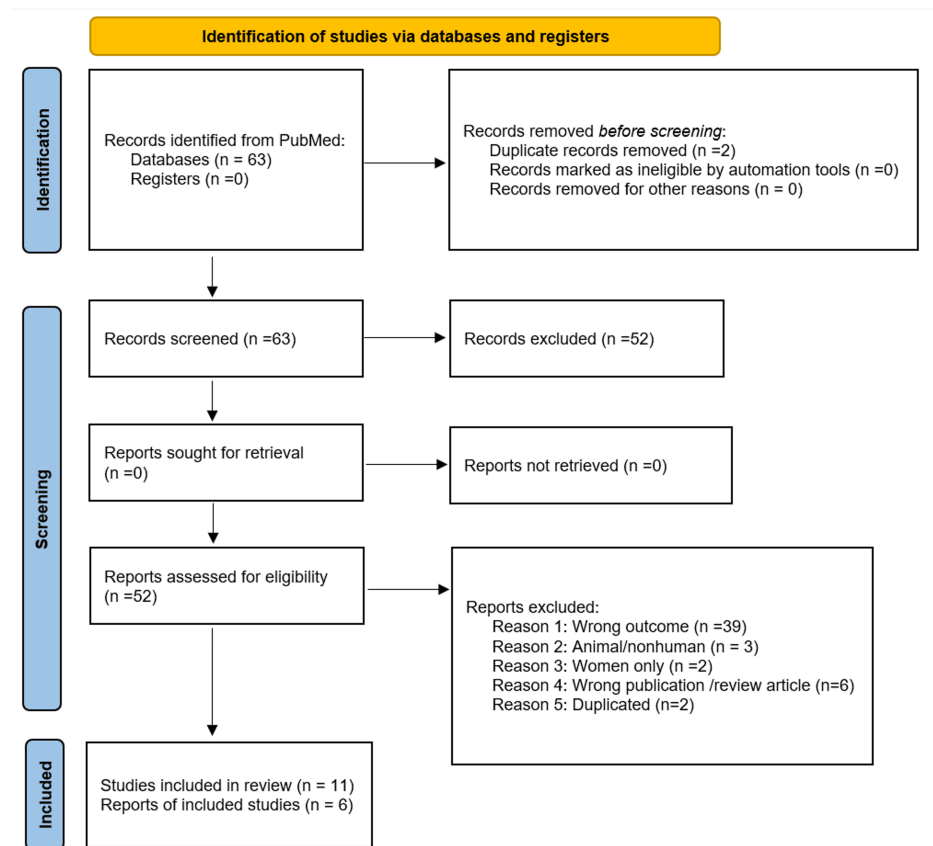 Identification of studies via databases and registers
Identification
Records identified from PubMed:
Databases (n = 63)
Registers (n =0)
Records removed before screening:
Duplicate records removed (n =2)
Records marked as ineligible by automation tools (n =0)
Records removed for other reasons (n = 0)
Screening
Records screened (n =63)
Records excluded (n =52)
Reports sought for retrieval
(n =0)
Reports not retrieved (n =0)
Reports assessed for eligibility
(n =52)
Reports excluded:
Reason 1: Wrong outcome (n =39)
Reason 2: Animal/nonhuman (n = 3)
Reason 3: Women only (n =2)
Reason 4: Wrong publication /review article (n=6)
Reason 5: Duplicated (n=2)
Included
Studies included in review (n = 11)
Reports of included studies (n = 6)